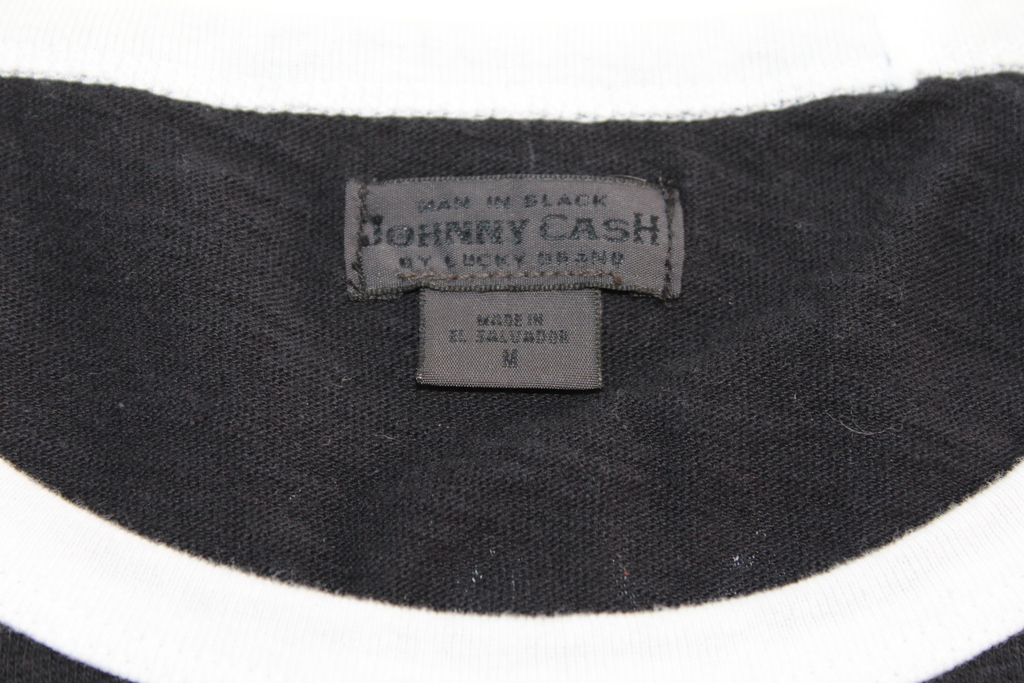 MAN IN BLACK
JOHNNY CASH
BY LUCKY BRAND
MADE IN
EL SALVADOR
M